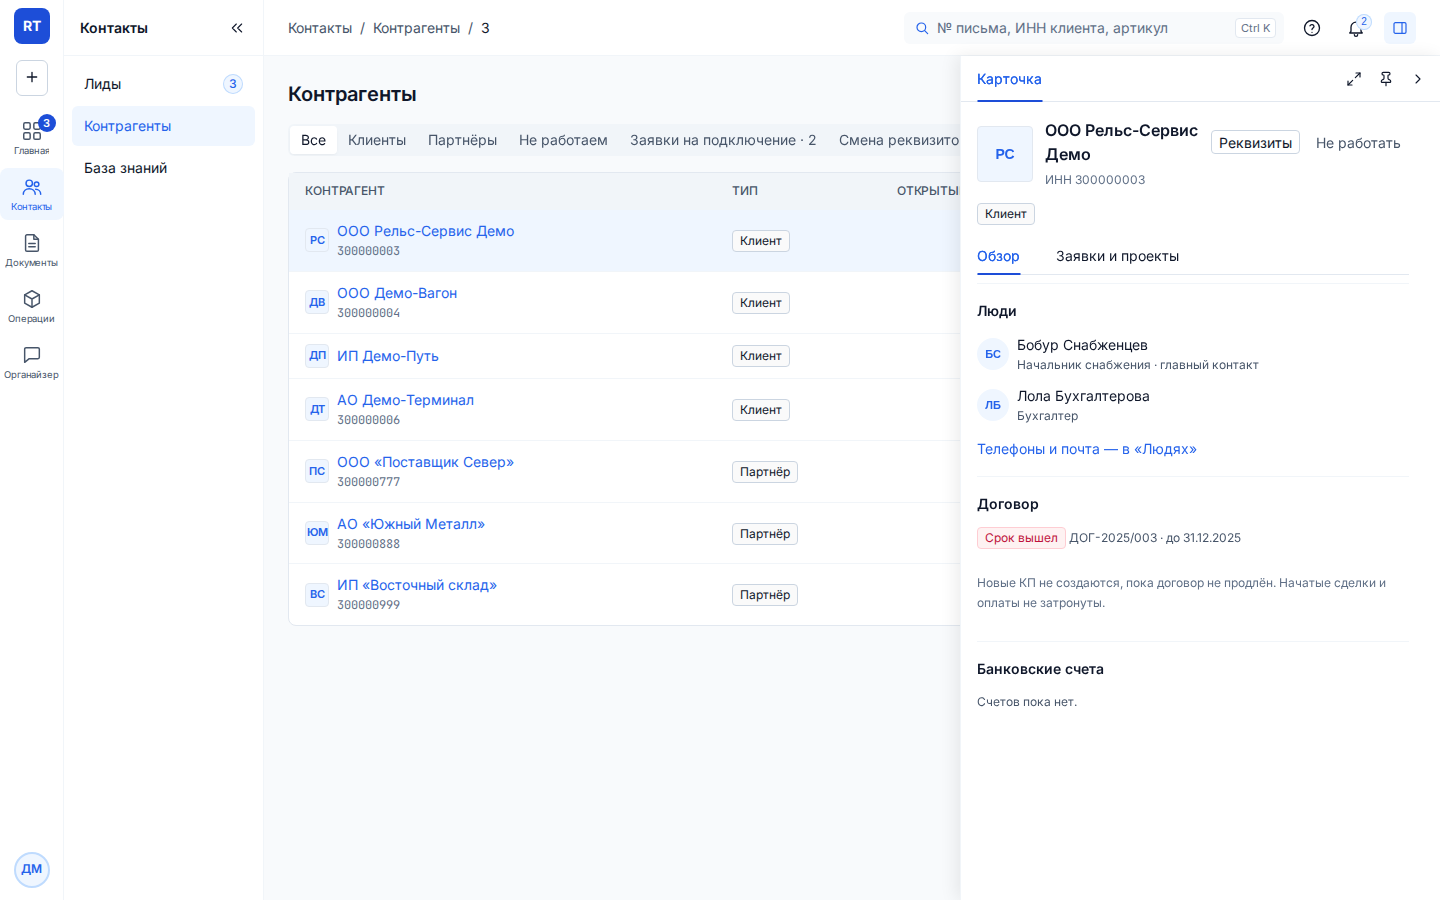 RT
Контакты
Контакты / Контрагенты / 3
№ письма, ИНН клиента, артикул
Ctrl K
2
+
3
Главная
Контакты
Документы
Операции
Органайзер
ДМ
Лиды
3
Контрагенты
База знаний
Контрагенты
Все
Клиенты
Партнёры
Не работаем
Заявки на подключение · 2
Смена реквизито
КОНТРАГЕНТ
ТИП
ОТКРЫТЫ
РС
ООО Рельс-Сервис Демо
300000003
Клиент
ДВ
ООО Демо-Вагон
300000004
Клиент
ДП
ИП Демо-Путь
Клиент
ДТ
АО Демо-Терминал
300000006
Клиент
ПС
ООО «Поставщик Север»
300000777
Партнёр
ЮМ
АО «Южный Металл»
300000888
Партнёр
ВС
ИП «Восточный склад»
300000999
Партнёр
Карточка
РС
ООО Рельс-Сервис
Демо
ИНН 300000003
Реквизиты
Не работать
Клиент
Обзор
Заявки и проекты
Люди
БС
Бобур Снабженцев
Начальник снабжения · главный контакт
ЛБ
Лола Бухгалтерова
Бухгалтер
Телефоны и почта — в «Людях»
Договор
Срок вышел ДОГ-2025/003 · до 31.12.2025
Новые КП не создаются, пока договор не продлён. Начатые сделки и
оплаты не затронуты.
Банковские счета
Счетов пока нет.